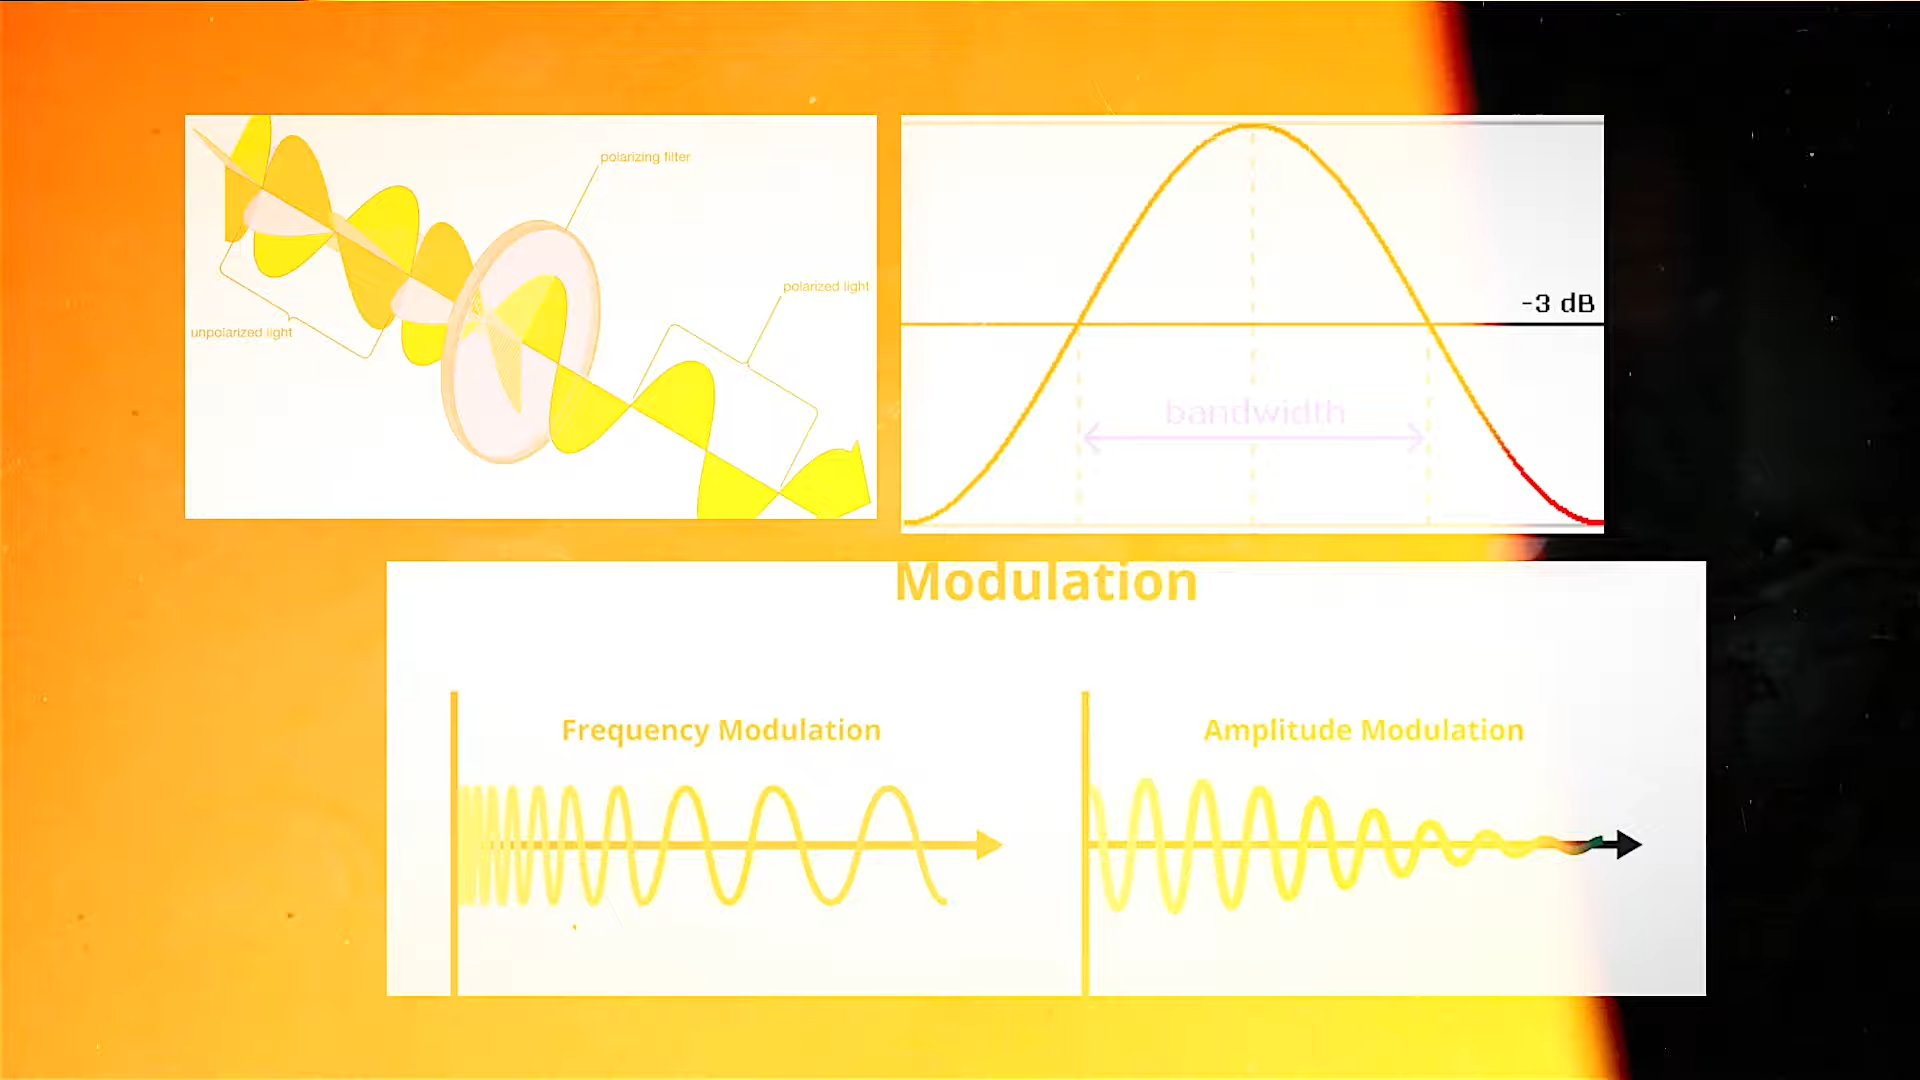 polarizing filter
polarized light
unpolarized light
-3 dB
bandwidth
Modulation
Frequency Modulation
Amplitude Modulation